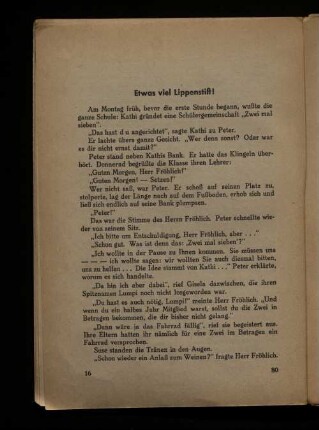 Etwas viel Lippenstift!
Am Montag früh, bevor die erste Stunde begann, wußte die
ganze Schule: Kathi gründet eine Schülergemeinschaft „Zwei mal
sieben".
„Das hast d u angerichtet", sagte Kathi zu Peter.
Er lachte übers ganze Gesicht. „Wer denn sonst? Oder war
es dir nicht ernst damit?"
Peter stand neben Kathis Bank. Er hatte das Klingeln über-
hört. Donnernd begrüßte die Klasse ihren Lehrer:
„Guten Morgen, Herr Fröhlich!"
„Guten Morgen! — Setzen!"
Wer nicht saß, war Peter. Er schoß auf seinen Platz zu,
stolperte, lag der Länge nach auf dem Fußboden, erhob sich und
ließ sich endlich auf seine Bank plumpsen.
„Peter!"
Das war die Stimme des Herrn Fröhlich. Peter schnellte wie-
der von seinem Sitz.
„Ich bitte um Entschuldigung, Herr Fröhlich, aber . . ."
„Schon gut. Was ist denn das: ‚Zwei mal sieben'?"
„Ich wollte in der Pause zu Ihnen kommen. Sie müssen uns
— — — ich wollte sagen: wir wollten Sie auch diesmal bitten,
uns zu helfen . . . Die Idee stammt von Kathi . . ." Peter erklärte,
worum es sich handelte.
„Da bin ich aber dabei", rief Gisela dazwischen, die ihren
Spitznamen Lumpi noch nicht losgeworden war.
„Du hast es auch nötig, Lumpi!" meinte Herr Fröhlich. „Und
wenn du ein halbes Jahr Mitglied warst, sollst du die Zwei in
Betragen bekommen, die dir bisher nicht gelang."
„Dann wäre ja das Fahrrad fällig", rief sie begeistert aus.
Ihre Eltern hatten ihr nämlich für eine Zwei im Betragen ein
Fahrrad versprochen.
Suse standen die Tränen in den Augen.
„Schon wieder ein Anlaß zum Weinen?" fragte Herr Fröhlich.
16
80